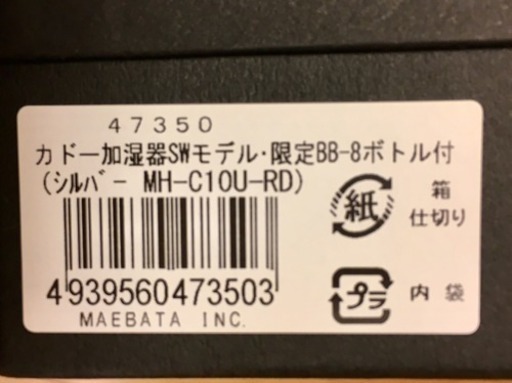 47350
カドー加湿器SWモデル・限定BB-8ボトル付
(シルバー MH-C10U-RD)
紙
箱
仕切り
4939560473503
プラ
内 袋
MAEBATA INC.